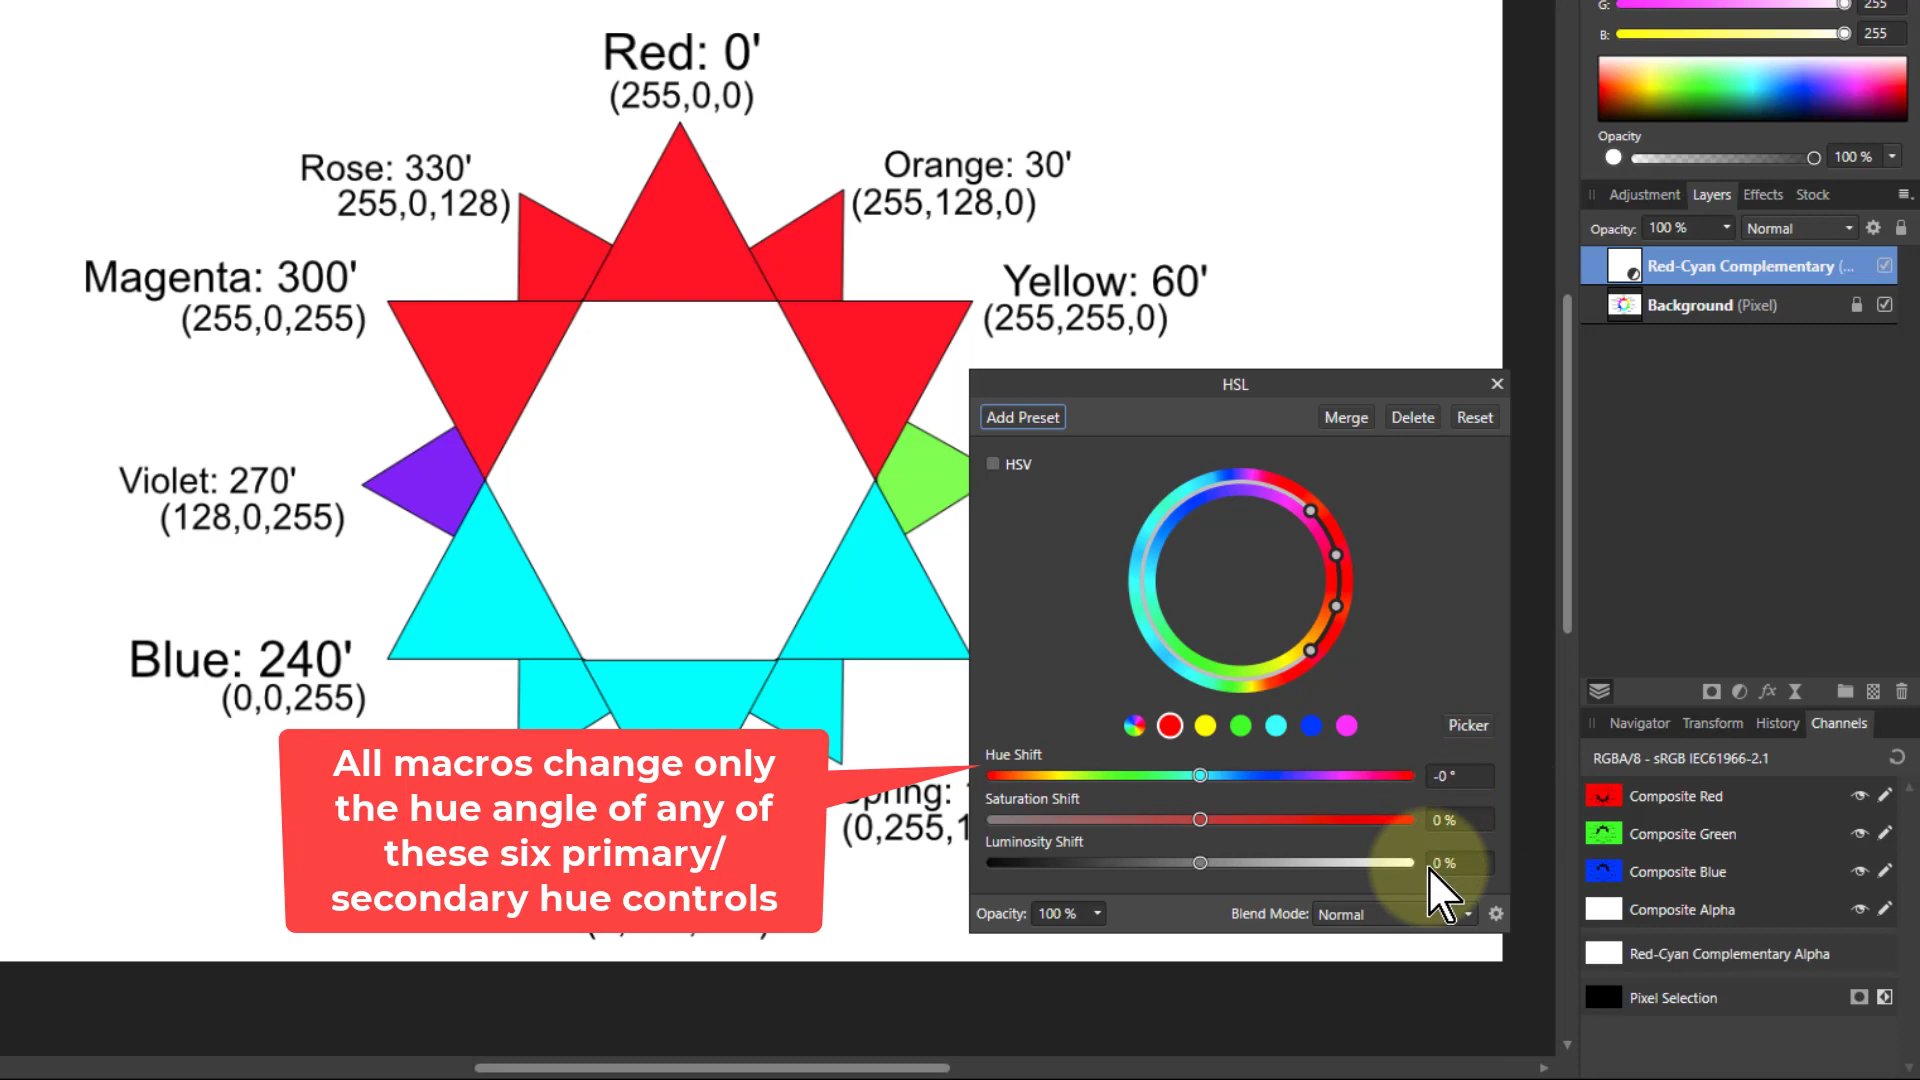 Red: 0'
(255,0,0)
Rose: 330'
255,0,128)
Orange: 30'
(255,128,0)
Magenta: 300'
(255,0,255)
Yellow: 60'
(255,255,0)
Violet: 270'
(128,0,255)
Blue: 240'
(0,0,255)
(0,255,1
All macros change only
the hue angle of any of
these six primary/
secondary hue controls
HSL
Add Preset
Merge
Delete
Reset
HSV
Picker
Hue Shift
-0 °
Saturation Shift
0 %
Luminosity Shift
0 %
Opacity: 100 %
Blend Mode: Normal
G: 255
B: 255
Opacity
100 %
Adjustment Layers Effects Stock
Opacity: 100 % Normal
Red-Cyan Complementary (...
Background (Pixel)
Navigator Transform History Channels
RGBA/8 - sRGB IEC61966-2.1
Composite Red
Composite Green
Composite Blue
Composite Alpha
Red-Cyan Complementary Alpha
Pixel Selection